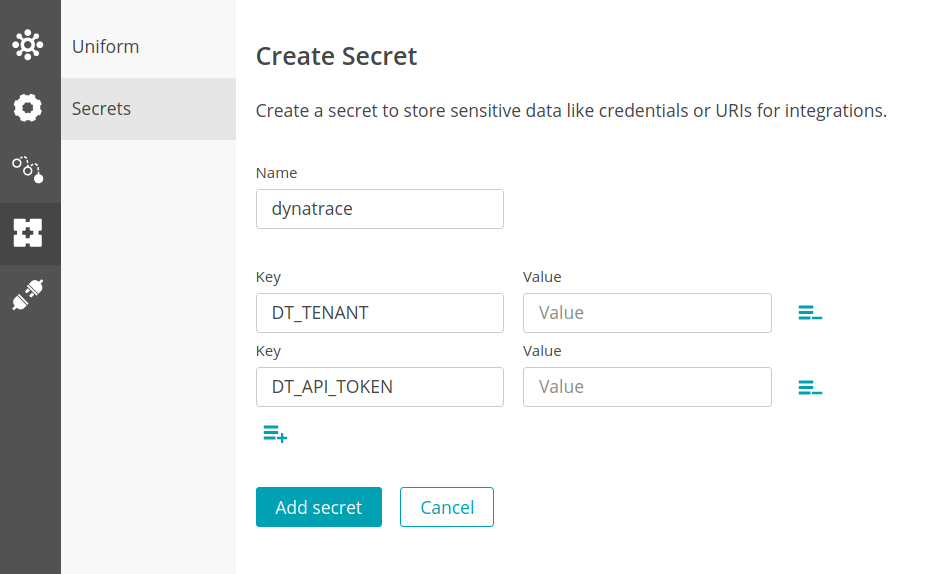 Uniform
Secrets
Create Secret
Create a secret to store sensitive data like credentials or URIs for integrations.
Name
dynatrace
Key Value
DT_TENANT Value
Key Value
DT_API_TOKEN Value
Add secret Cancel